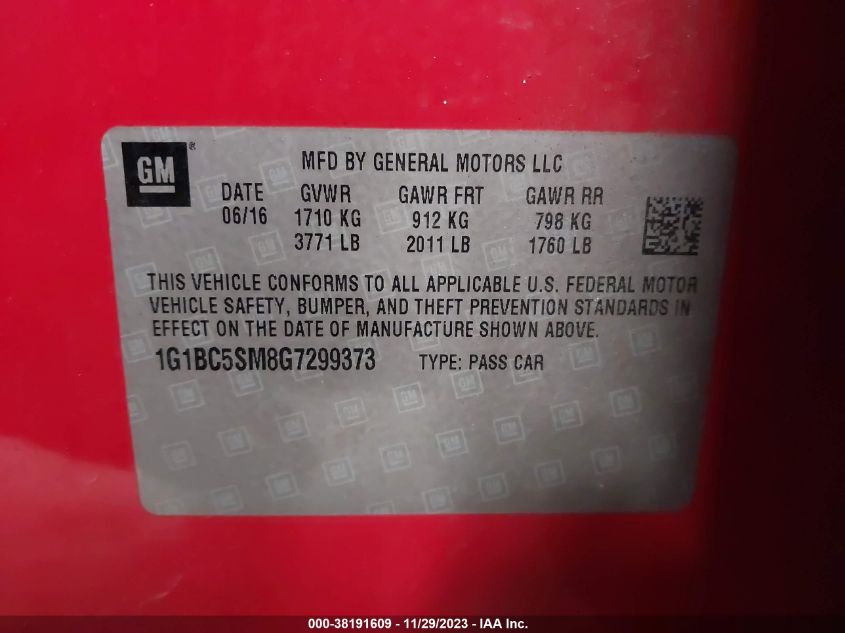 GM ® MFD BY GENERAL MOTORS LLC
DATE GVWR GAWR FRT GAWR RR
06/16 1710 KG 912 KG 798 KG
3771 LB 2011 LB 1760 LB
THIS VEHICLE CONFORMS TO ALL APPLICABLE U.S. FEDERAL MOTOR
VEHICLE SAFETY, BUMPER, AND THEFT PREVENTION STANDARDS IN
EFFECT ON THE DATE OF MANUFACTURE SHOWN ABOVE.
1G1BC5SM8G7299373 TYPE: PASS CAR
000-38191609 - 11/29/2023 - IAA Inc.